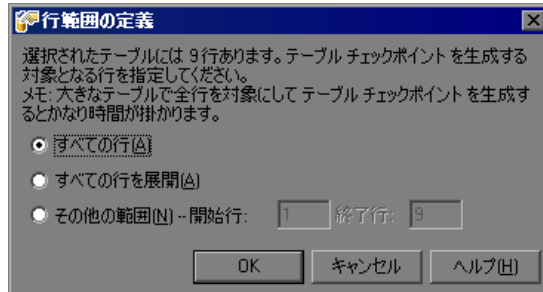 行範囲の定義
選択されたテーブルには 9行あります。テーブル チェックポイント を生成する
対象となる行を指定してください。
メモ: 大きなテーブルで全行を対象にして テーブル チェックポイント を生成す
るとかなり時間が掛かります。
すべての行(A)
すべての行を展開(A)
その他の範囲(N) -- 開始行: 1 終了行: 9
OK キャンセル ヘルプ(H)